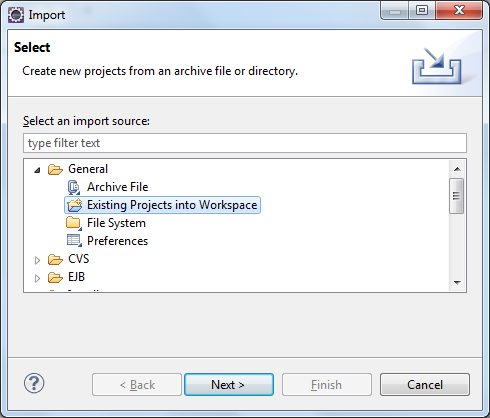 Import
Select
Create new projects from an archive file or directory.
Select an import source:
type filter text
General
Archive File
Existing Projects into Workspace
File System
Preferences
CVS
EJB
?
< Back
Next >
Finish
Cancel